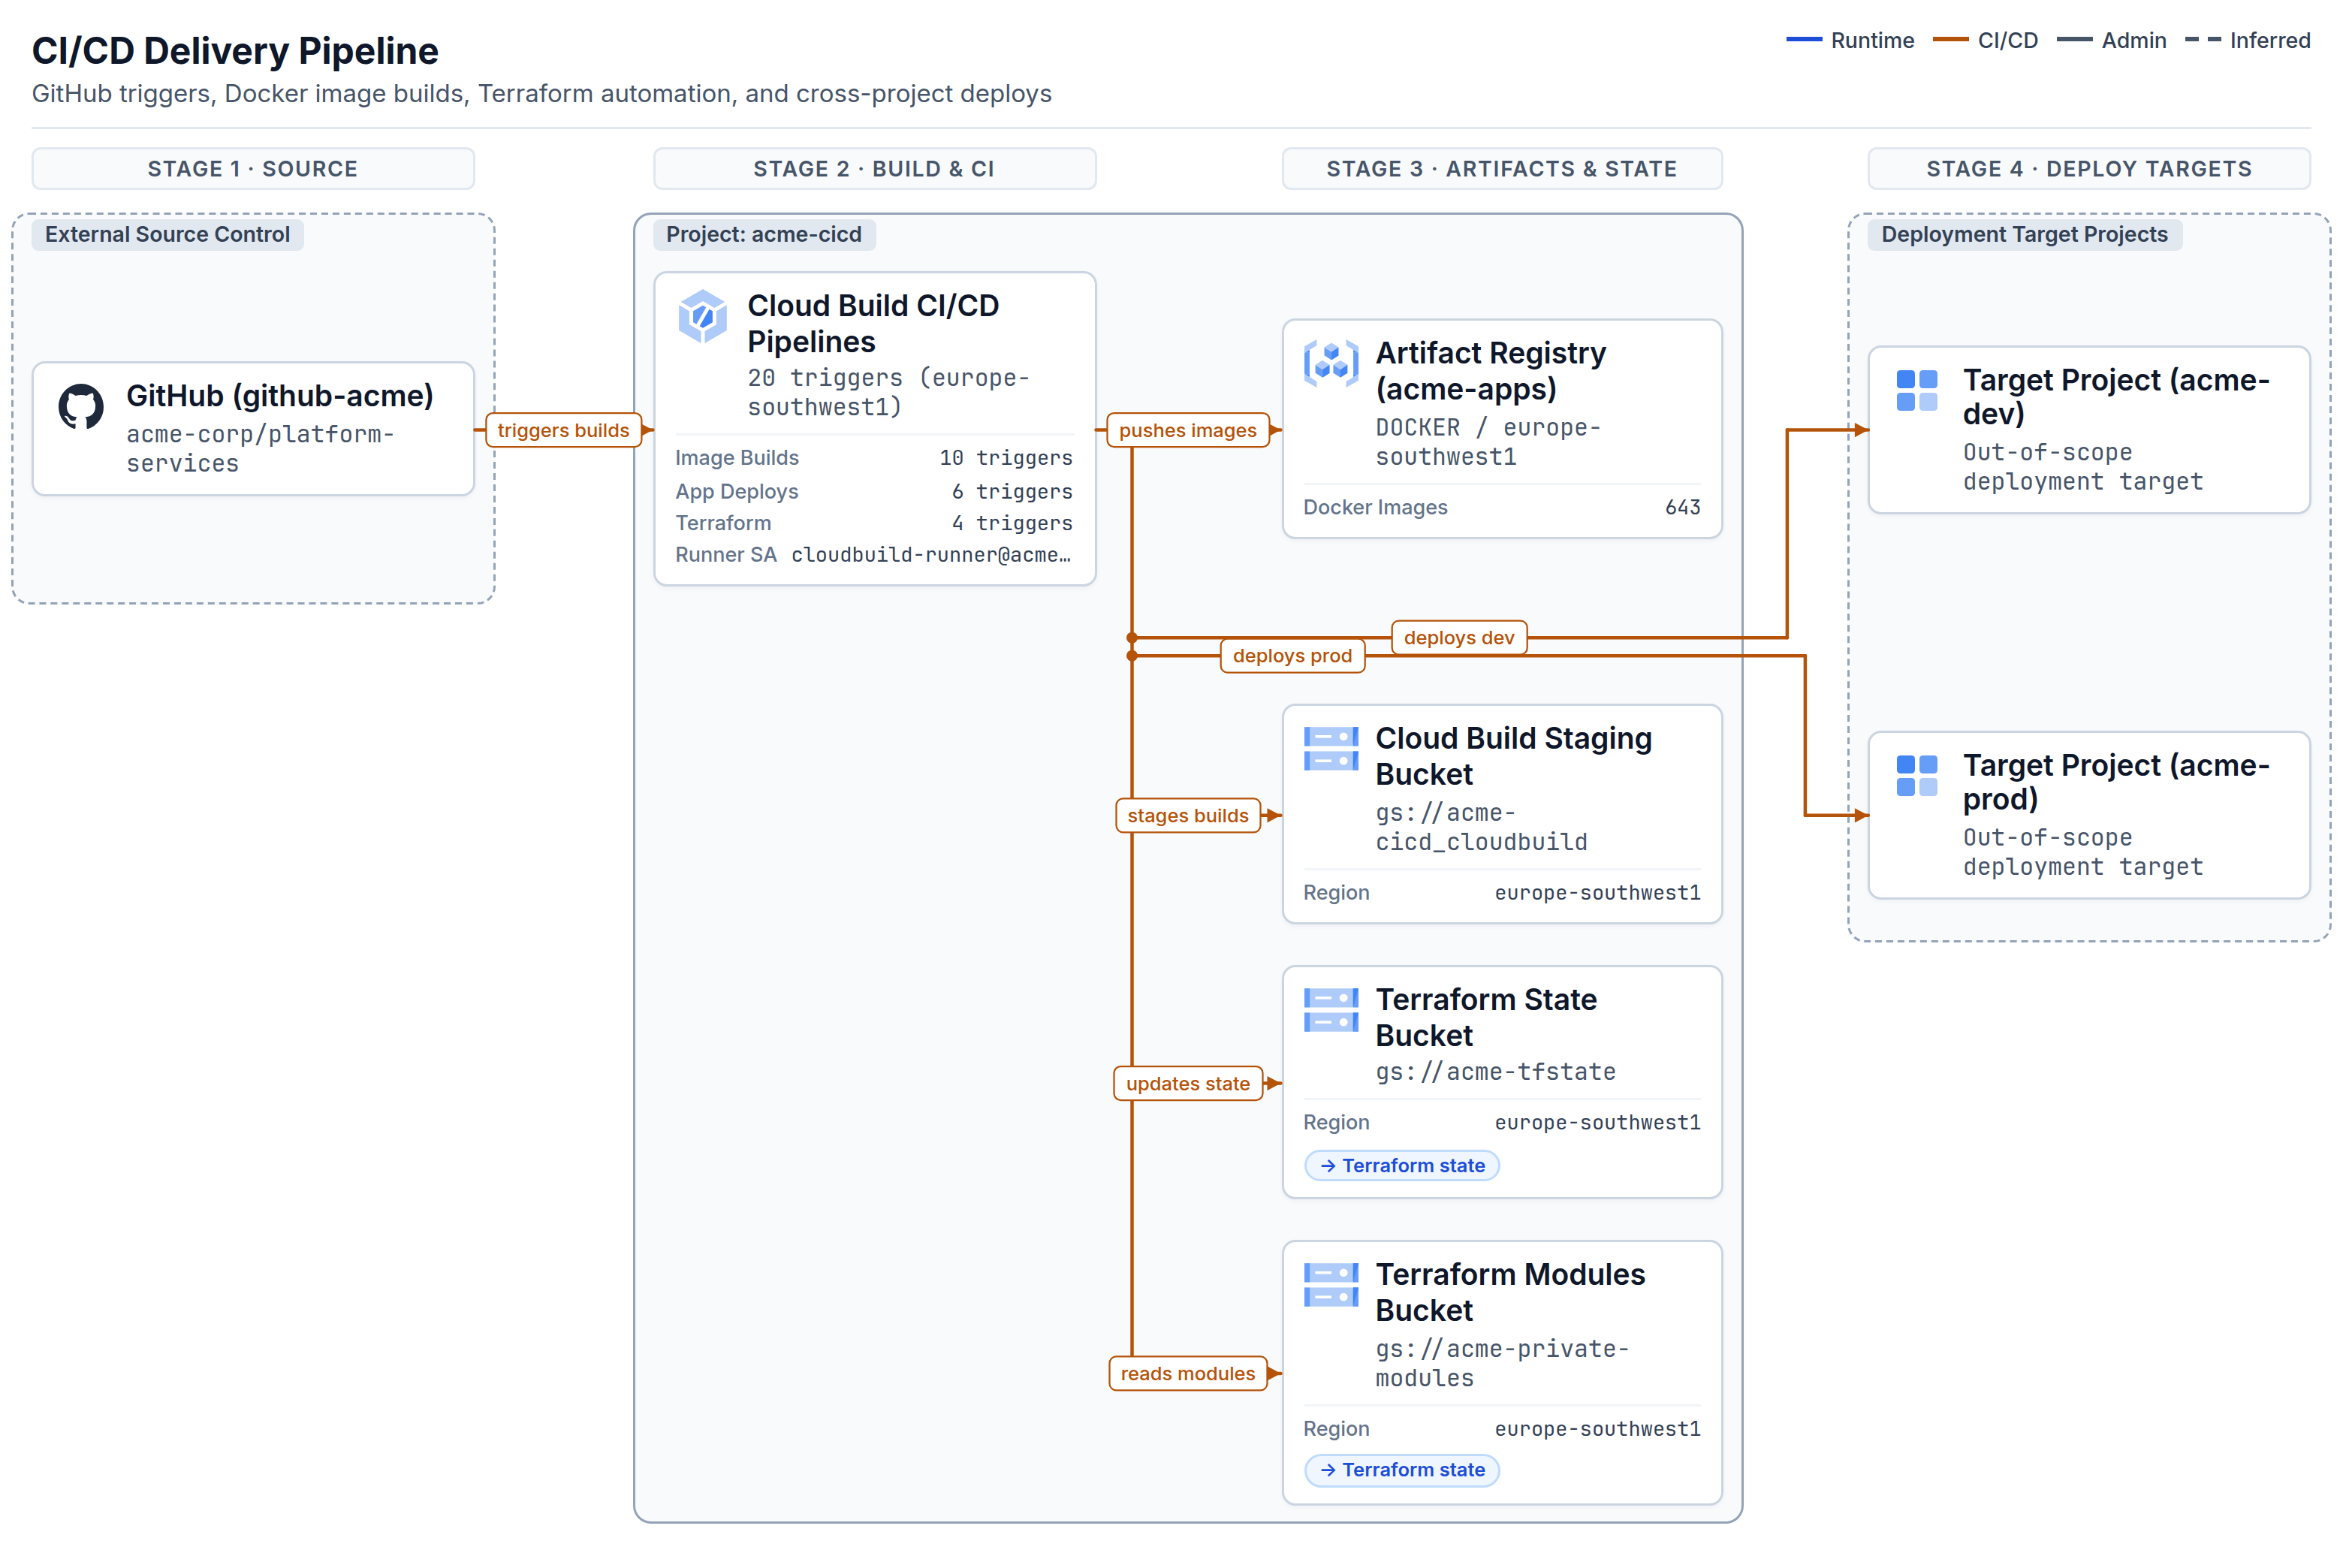 CI/CD Delivery Pipeline
GitHub triggers, Docker image builds, Terraform automation, and cross-project deploys
Runtime
CI/CD
Admin
Inferred
STAGE 1 · SOURCE
STAGE 2 · BUILD & CI
STAGE 3 · ARTIFACTS & STATE
STAGE 4 · DEPLOY TARGETS
External Source Control
GitHub (github-acme)
acme-corp/platform-
services
triggers builds
Project: acme-cicd
Cloud Build CI/CD
Pipelines
20 triggers (europe-
southwest1)
Image Builds 10 triggers
App Deploys 6 triggers
Terraform 4 triggers
Runner SA cloudbuild-runner@acme…
pushes images
deploys dev
deploys prod
stages builds
updates state
reads modules
Artifact Registry
(acme-apps)
DOCKER / europe-
southwest1
Docker Images 643
Cloud Build Staging
Bucket
gs://acme-
cicd_cloudbuild
Region europe-southwest1
Terraform State
Bucket
gs://acme-tfstate
Region europe-southwest1
→ Terraform state
Terraform Modules
Bucket
gs://acme-private-
modules
Region europe-southwest1
→ Terraform state
Deployment Target Projects
Target Project (acme-
dev)
Out-of-scope
deployment target
Target Project (acme-
prod)
Out-of-scope
deployment target